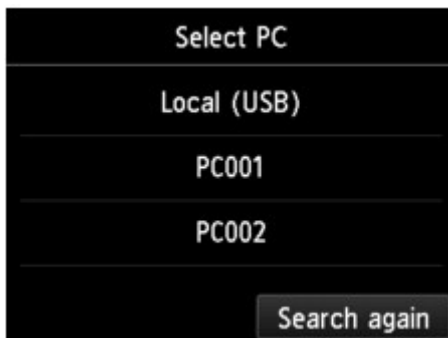 Select PC
Local (USB)
PC001
PC002
Search again